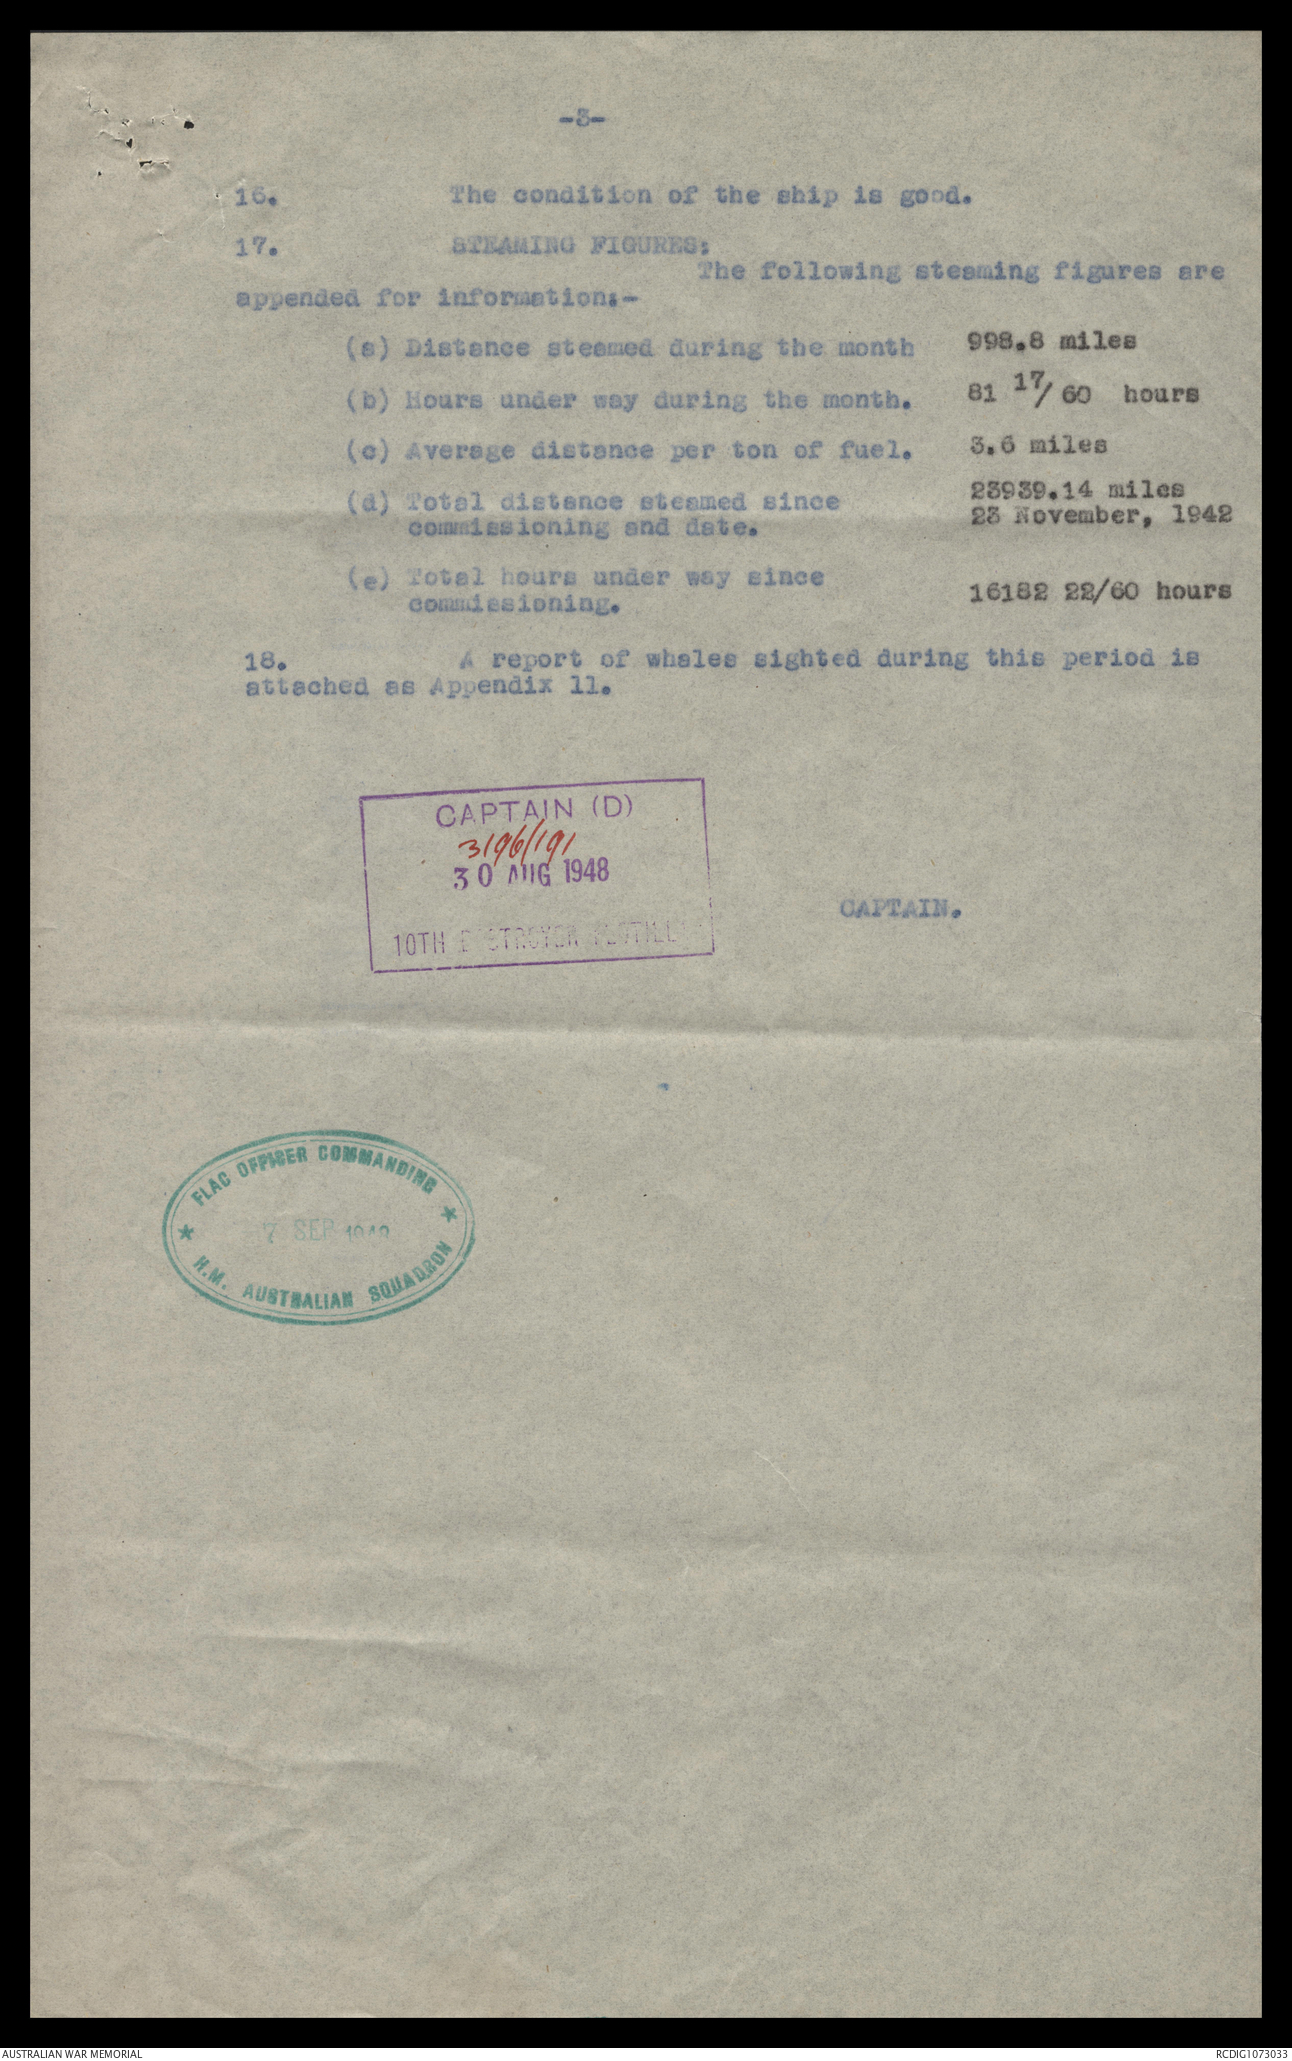 -3-
16. The condition of the ship is good.
17. STEAMING FIGURES:
The following steaming figures are
appended for information:-
(a) Distance steamed during the month 998.8 miles
(b) Hours under way during the month. 81 17/60 hours
(c) Average distance per ton of fuel. 3.6 miles
(d) Total distance steamed since 23939.14 miles
commissioning and date. 23 November, 1942
(e) Total hours under way since
commissioning. 16182 22/60 hours
18. A report of whales sighted during this period is
attached as Appendix 11.
CAPTAIN (D)
3196/191
30 AUG 1948
10TH DESTROYER FLOTILLA
CAPTAIN.
FLAG OFFICER COMMANDING
7 SEP 1948
H.M. AUSTRALIAN SQUADRON
AUSTRALIAN WAR MEMORIAL
RCDIG1073033